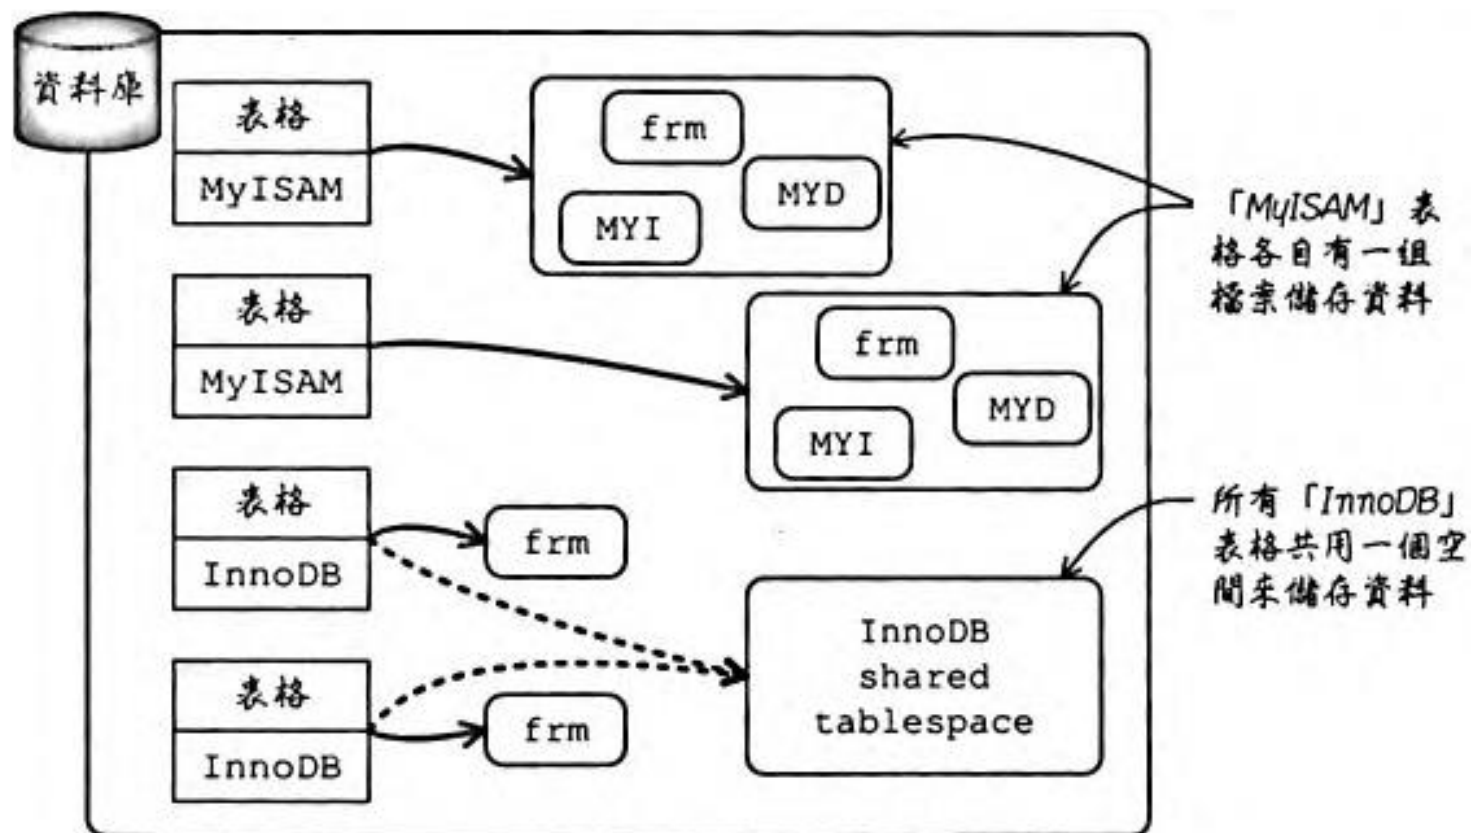 資料庫
表格
MyISAM
frm
MYD
MYI
「MyISAM」表
格各自有一組
檔案儲存資料
表格
MyISAM
frm
MYD
MYI
表格
InnoDB
frm
所有「InnoDB」
表格共用一個空
間來儲存資料
InnoDB
shared
tablespace
表格
InnoDB
frm